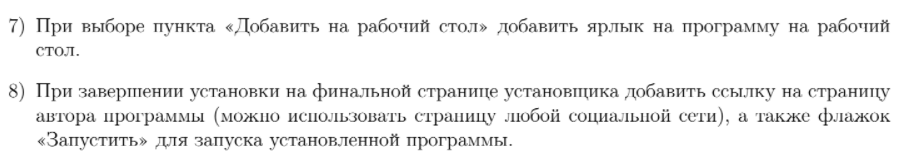 7) При выборе пункта «Добавить на рабочий стол» добавить ярлык на программу на рабочий
стол.
8) При завершении установки на финальной странице установщика добавить ссылку на страницу
автора программы (можно использовать страницу любой социальной сети), а также флажок
«Запустить» для запуска установленной программы.